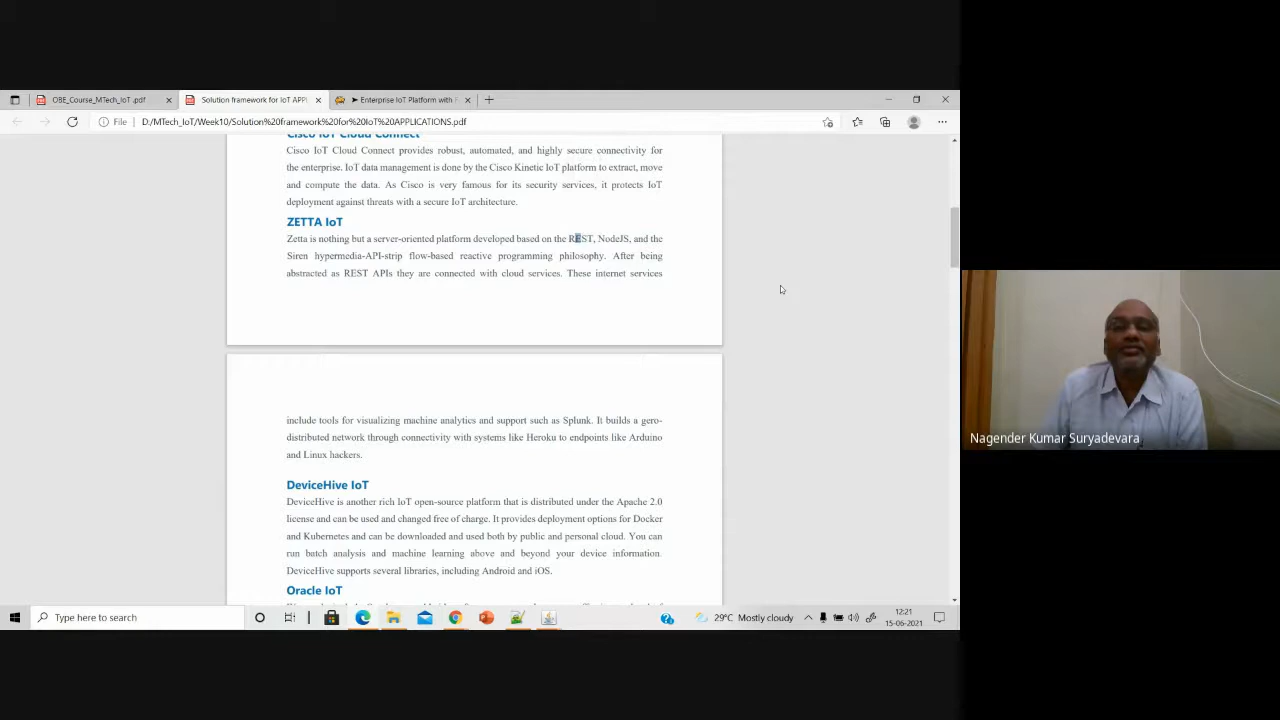 OBE_Course_MTech_IoT .pdf
Solution framework for IoT APPL
➤ Enterprise IoT Platform with F
File
D:/MTech_IoT/Week10/Solution%20framework%20for%20IoT%20APPLICATIONS.pdf
Cisco IoT Cloud Connect
Cisco IoT Cloud Connect provides robust, automated, and highly secure connectivity for
the enterprise. IoT data management is done by the Cisco Kinetic IoT platform to extract, move
and compute the data. As Cisco is very famous for its security services, it protects IoT
deployment against threats with a secure IoT architecture.
ZETTA IoT
Zetta is nothing but a server-oriented platform developed based on the REST, NodeJS, and the
Siren hypermedia-API-strip flow-based reactive programming philosophy. After being
abstracted as REST APIs they are connected with cloud services. These internet services
include tools for visualizing machine analytics and support such as Splunk. It builds a gero-
distributed network through connectivity with systems like Heroku to endpoints like Arduino
and Linux hackers.
DeviceHive IoT
DeviceHive is another rich IoT open-source platform that is distributed under the Apache 2.0
license and can be used and changed free of charge. It provides deployment options for Docker
and Kubernetes and can be downloaded and used both by public and personal cloud. You can
run batch analysis and machine learning above and beyond your device information.
DeviceHive supports several libraries, including Android and iOS.
Oracle IoT
Nagender Kumar Suryadevara
Type here to search
29°C Mostly cloudy
12:21
15-06-2021